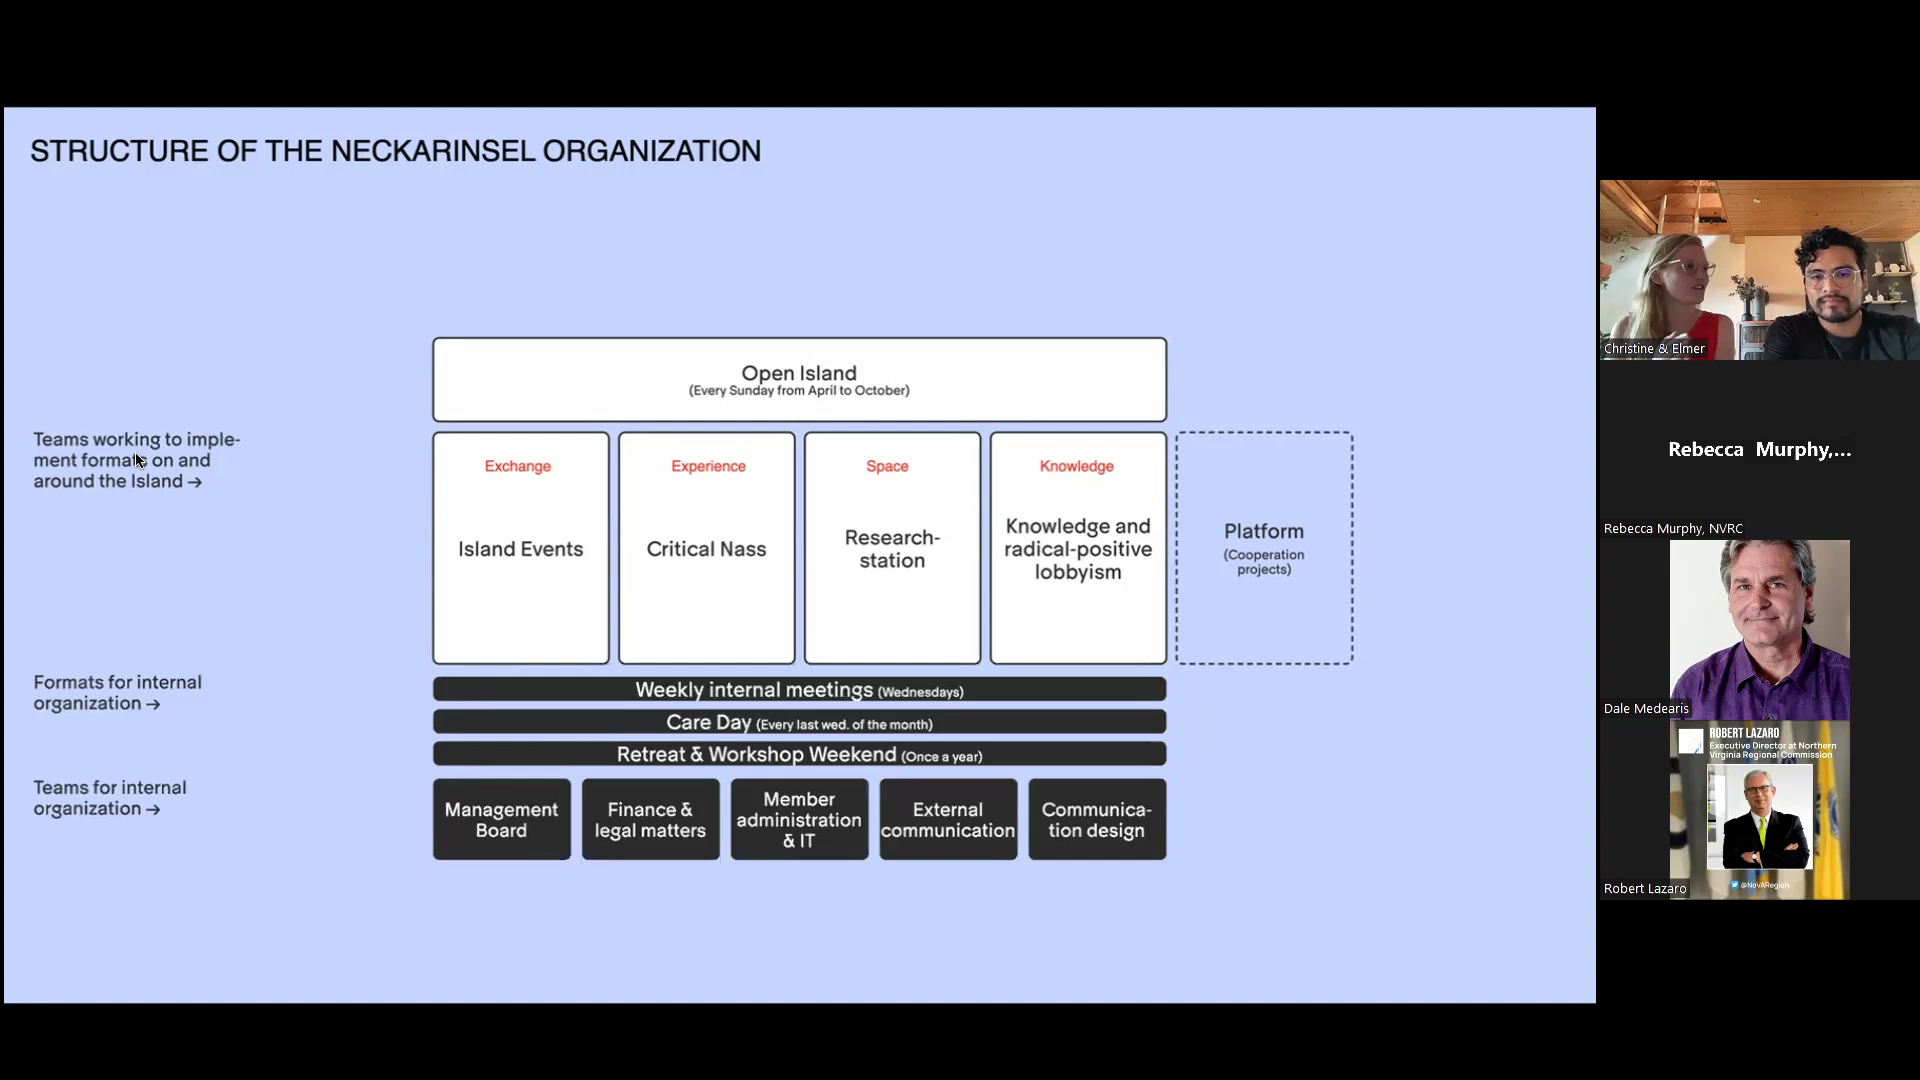 STRUCTURE OF THE NECKARINSEL ORGANIZATION
Open Island
(Every Sunday from April to October)
Teams working to imple-
ment formats on and
around the Island →
Exchange
Island Events
Experience
Critical Nass
Space
Research-
station
Knowledge
Knowledge and
radical-positive
lobbyism
Platform
(Cooperation
projects)
Formats for internal
organization →
Weekly internal meetings (Wednesdays)
Care Day (Every last wed. of the month)
Retreat & Workshop Weekend (Once a year)
Teams for internal
organization →
Management
Board
Finance &
legal matters
Member
administration
& IT
External
communication
Communica-
tion design
Christine & Elmer
Rebecca Murphy,...
Rebecca Murphy, NVRC
Dale Medearis
ROBERT LAZARO
Executive Director at Northern
Virginia Regional Commission
@NoVARegion
Robert Lazaro